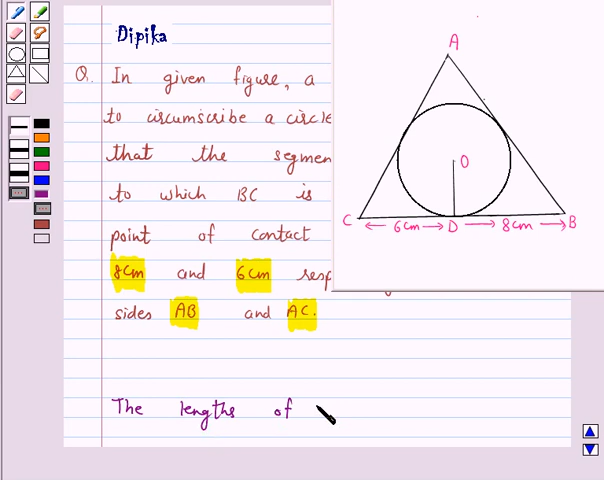 Dipika
Q. In given figure, a
to circumscribe a circle
that the segmen
to which BC is
point of contact
8cm and 6cm resp
sides AB and AC.
The lengths of
A
O
C 6cm D 8cm B